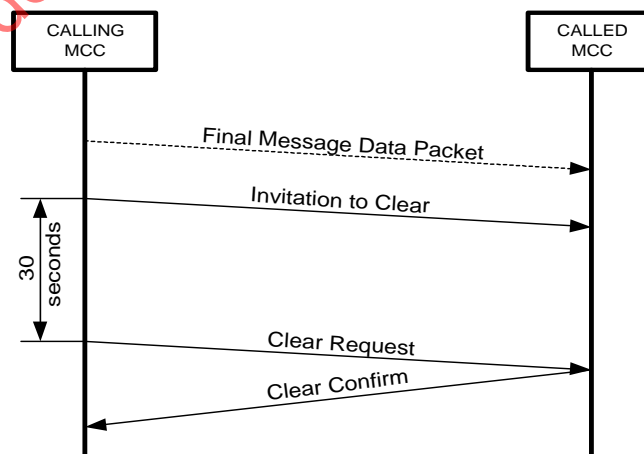 CALLING
MCC
CALLED
MCC
Final Message Data Packet
Invitation to Clear
30
seconds
Clear Request
Clear Confirm